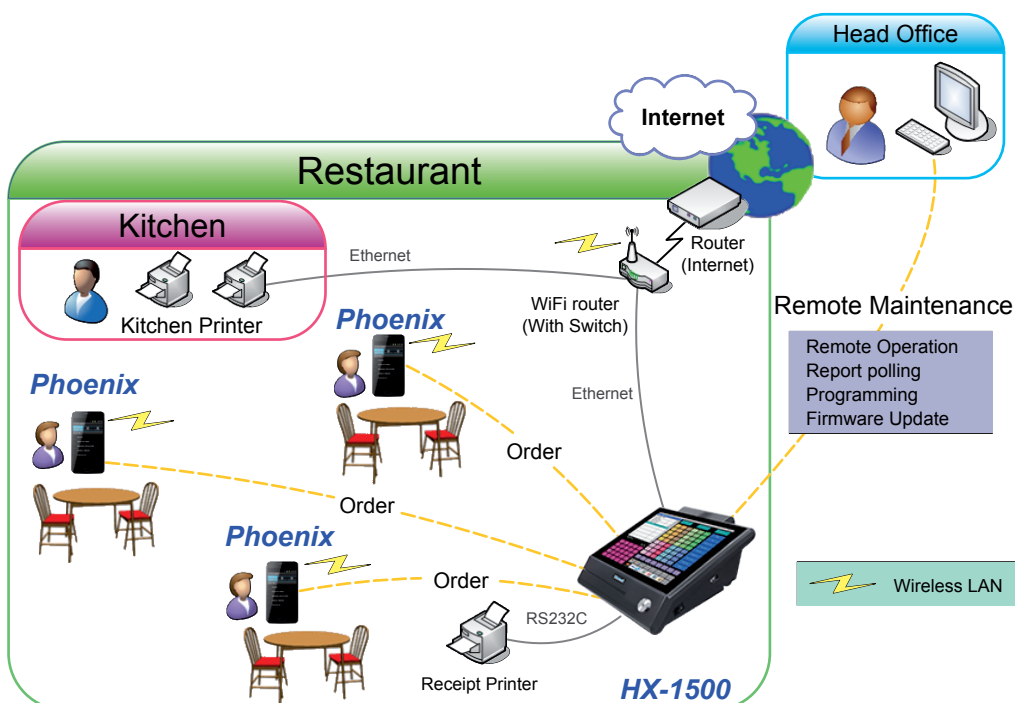 Head Office
Internet
Restaurant
Kitchen
Ethernet
Router
(Internet)
Kitchen Printer
WiFi router
(With Switch)
Remote Maintenance
Phoenix
Remote Operation
Report polling
Programming
Firmware Update
Phoenix
Ethernet
Order
Order
Phoenix
Order
Wireless LAN
RS232C
Receipt Printer
HX-1500